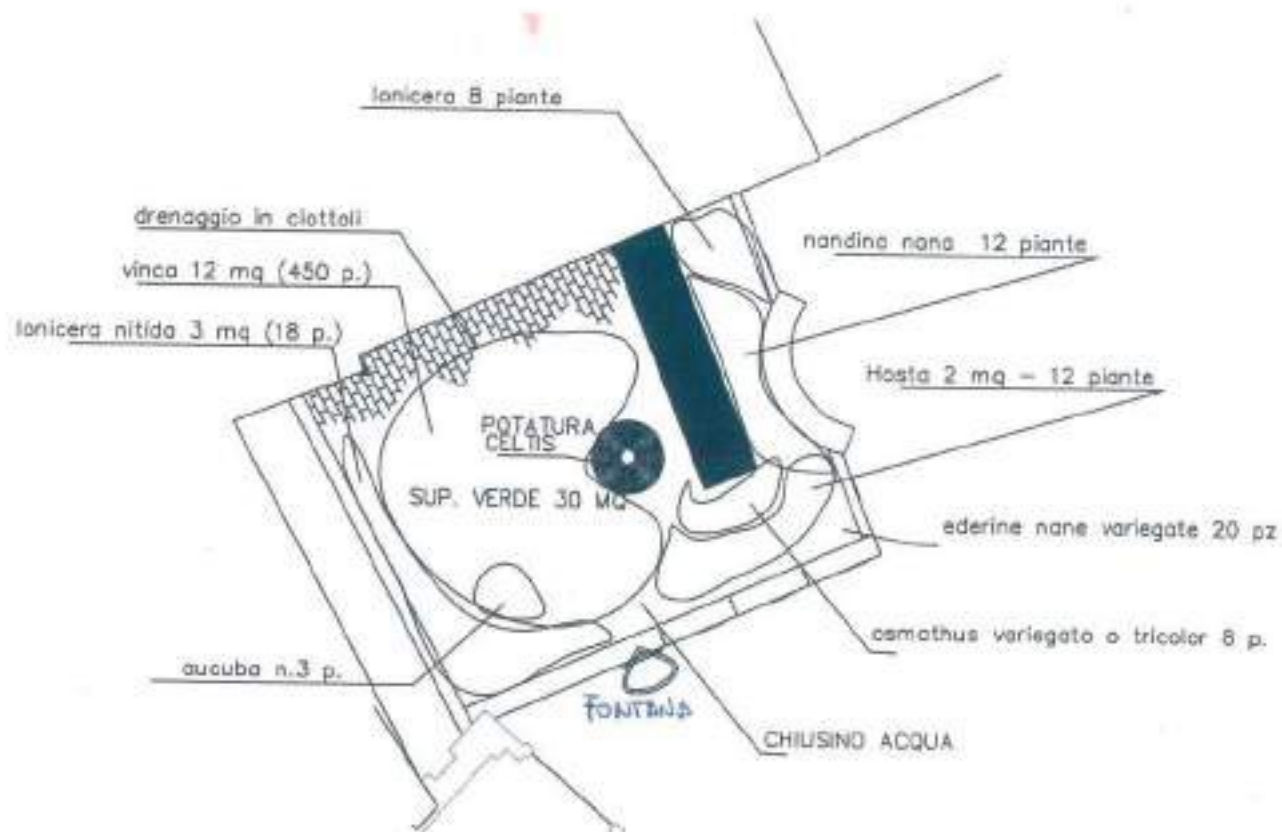 lonicera 8 piante
drenaggio in ciottoli
nandina nana 12 piante
vinca 12 mq (450 p.)
lonicera nitida 3 mq (18 p.)
Hosta 2 mq - 12 piante
POTATURA
CELTIS
SUP. VERDE 30 MQ
ederine nane variegate 20 pz
osmathus variegato o tricolor 8 p.
aucuba n.3 p.
FONTANA
CHIUSINO ACQUA